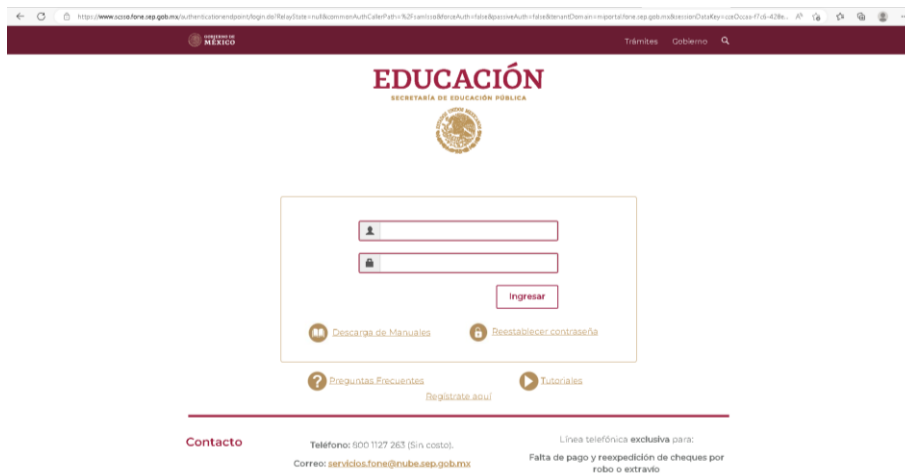 GOBIERNO DE
MÉXICO
Trámites Gobierno
EDUCACIÓN
SECRETARÍA DE EDUCACIÓN PÚBLICA
Ingresar
Descarga de Manuales
Reestablecer contraseña
Preguntas Frecuentes
Tutoriales
Regístrate aquí
Contacto
Teléfono: 800 1127 263 (Sin costo).
Correo: servicios.fone@nube.sep.gob.mx
Línea telefónica exclusiva para:
Falta de pago y reexpedición de cheques por
robo o extravío